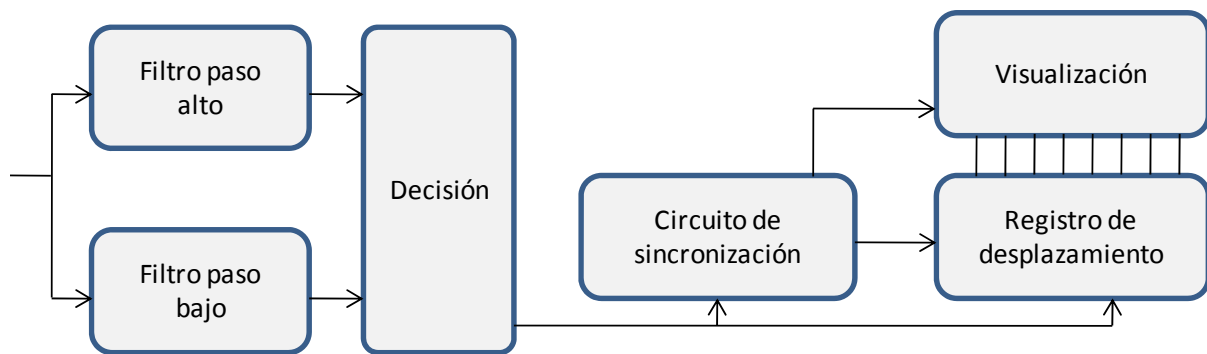 Filtro paso
alto
Filtro paso
bajo
Decisión
Circuito de
sincronización
Visualización
Registro de
desplazamiento